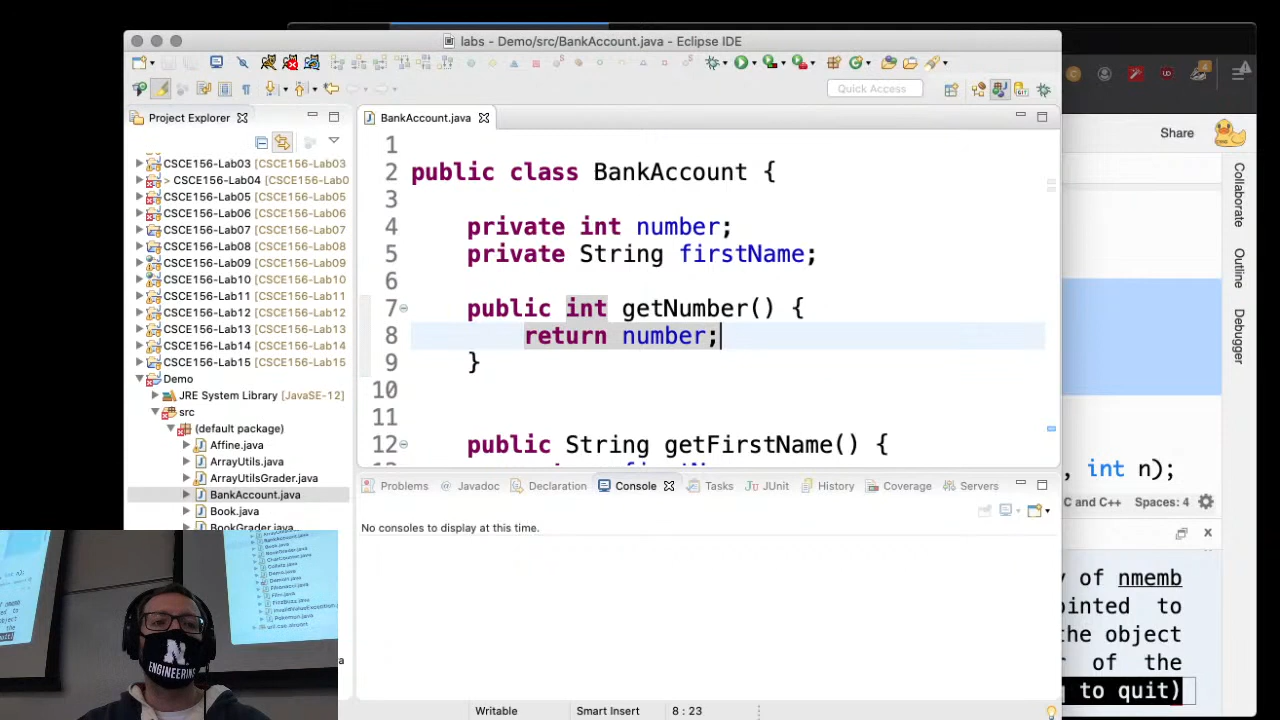 labs - Demo/src/BankAccount.java - Eclipse IDE
Quick Access
Share
Project Explorer
BankAccount.java
CSCE156-Lab03 [CSCE156-Lab03
> CSCE156-Lab04 [CSCE156-Lab0
CSCE156-Lab05 [CSCE156-Lab05
CSCE156-Lab06 [CSCE156-Lab06
CSCE156-Lab07 [CSCE156-Lab07
CSCE156-Lab08 [CSCE156-Lab08
CSCE156-Lab09 [CSCE156-Lab09
CSCE156-Lab10 [CSCE156-Lab10
CSCE156-Lab11 [CSCE156-Lab11
CSCE156-Lab12 [CSCE156-Lab12
CSCE156-Lab13 [CSCE156-Lab13
CSCE156-Lab14 [CSCE156-Lab14
CSCE156-Lab15 [CSCE156-Lab15
Demo
JRE System Library [JavaSE-12]
src
(default package)
Affine.java
ArrayUtils.java
ArrayUtilsGrader.java
BankAccount.java
Book.java
BookGrader.java
1
2 public class BankAccount {
3
4 private int number;
5 private String firstName;
6
7 public int getNumber() {
8 return number;
9 }
10
11
12 public String getFirstName() {
Collaborate
Outline
Debugger
, int n);
C and C++ Spaces: 4
Problems Javadoc Declaration Console Tasks JUnit History Coverage Servers
No consoles to display at this time.
y of nmemb
ointed to
the object
r of the
to quit)
N
ENGINEERING
Writable Smart Insert 8 : 23